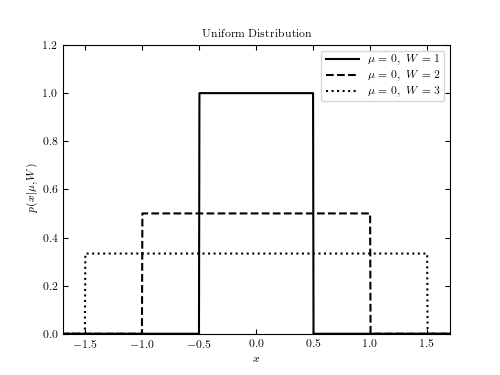 Uniform Distribution
μ = 0, W = 1
μ = 0, W = 2
μ = 0, W = 3
p(x|μ, W)
1.2
1.0
0.8
0.6
0.4
0.2
0.0
−1.5 −1.0 −0.5 0.0 0.5 1.0 1.5
x